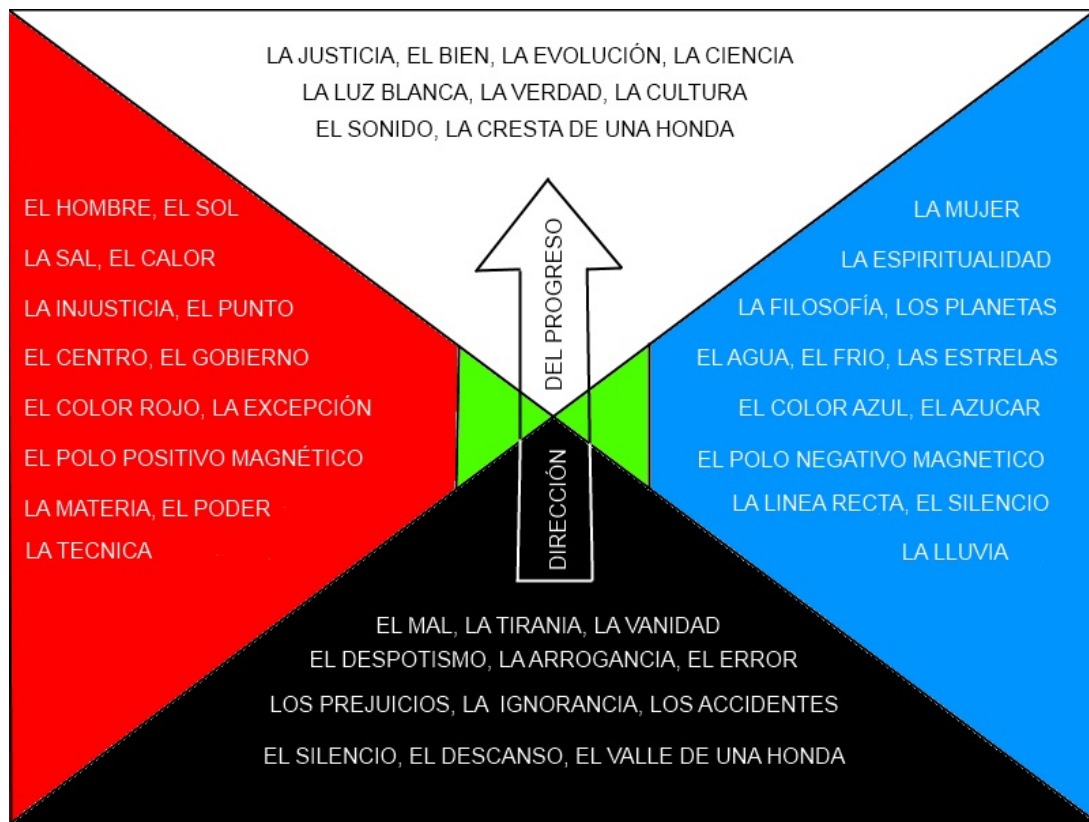 LA JUSTICIA, EL BIEN, LA EVOLUCIÓN, LA CIENCIA
LA LUZ BLANCA, LA VERDAD, LA CULTURA
EL SONIDO, LA CRESTA DE UNA HONDA
EL HOMBRE, EL SOL
LA SAL, EL CALOR
LA INJUSTICIA, EL PUNTO
EL CENTRO, EL GOBIERNO
EL COLOR ROJO, LA EXCEPCIÓN
EL POLO POSITIVO MAGNÉTICO
LA MATERIA, EL PODER
LA TECNICA
DIRECCIÓN
DEL PROGRESO
LA MUJER
LA ESPIRITUALIDAD
LA FILOSOFÍA, LOS PLANETAS
EL AGUA, EL FRIO, LAS ESTRELAS
EL COLOR AZUL, EL AZUCAR
EL POLO NEGATIVO MAGNETICO
LA LINEA RECTA, EL SILENCIO
LA LLUVIA
EL MAL, LA TIRANIA, LA VANIDAD
EL DESPOTISMO, LA ARROGANCIA, EL ERROR
LOS PREJUICIOS, LA IGNORANCIA, LOS ACCIDENTES
EL SILENCIO, EL DESCANSO, EL VALLE DE UNA HONDA